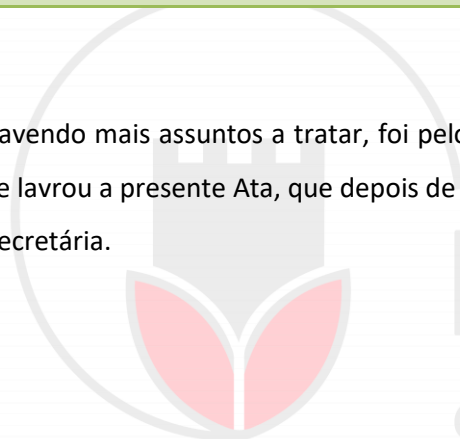 avendo mais assuntos a tratar, foi pelo
e lavrou a presente Ata, que depois de
ecretária.